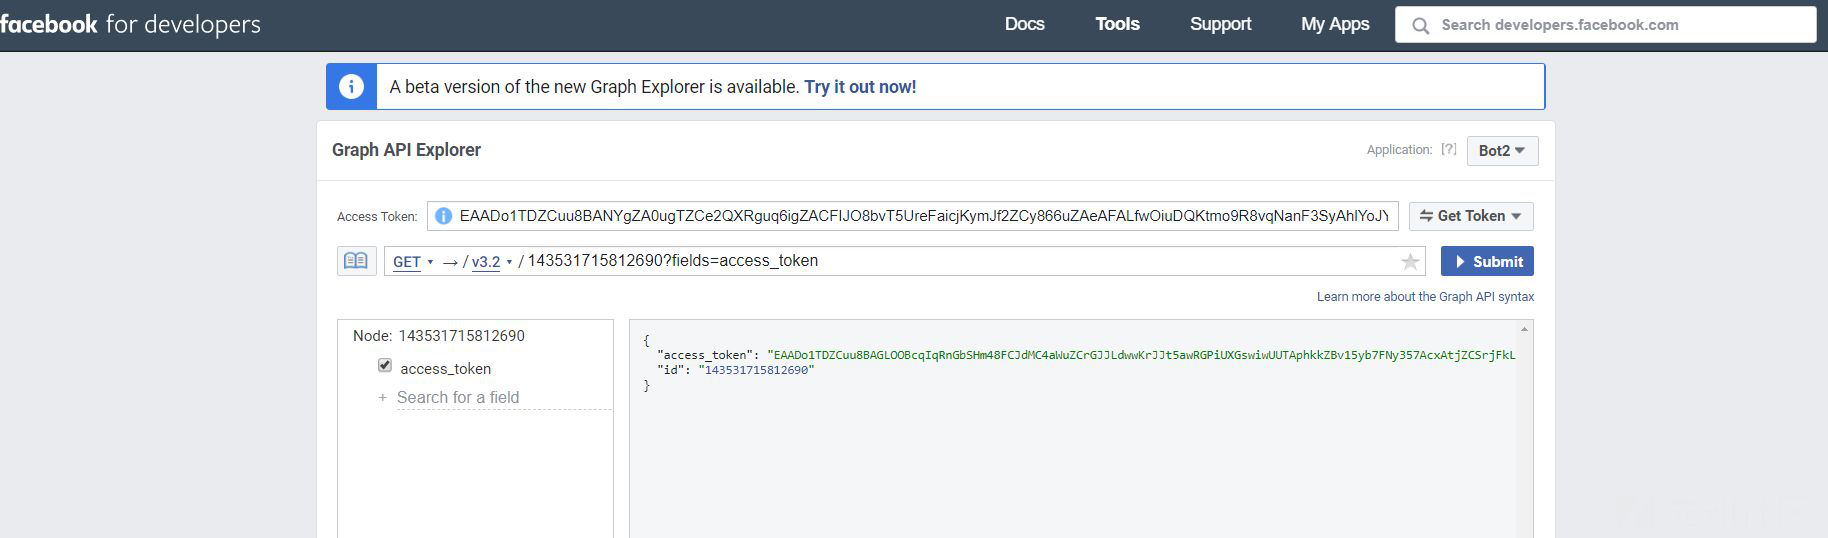 facebook for developers Docs Tools Support My Apps Search developers.facebook.com
A beta version of the new Graph Explorer is available. Try it out now!
Graph API Explorer Application: [?] Bot2
Access Token: EAADo1TDZCuu8BANYgZA0ugTZCe2QXRguq6igZACFIJO8bvT5UreFaicjKymJf2ZCy866uZAeAFALfwOiuDQKtmo9R8vqNanF3SyAhlYoJY Get Token
GET → / v3.2 / 143531715812690?fields=access_token Submit
Learn more about the Graph API syntax
Node: 143531715812690
access_token
+ Search for a field
{
"access_token": "EAADo1TDZCuu8BAGLOOBcqIqRnGbSHm48FCJdMC4aWuZCrGJJLdwwKrJJt5awRGPiUXGswiwUUTAphkkZBv15yb7FNy357AcxAtjZCSrjFkL
"id": "143531715812690"
}